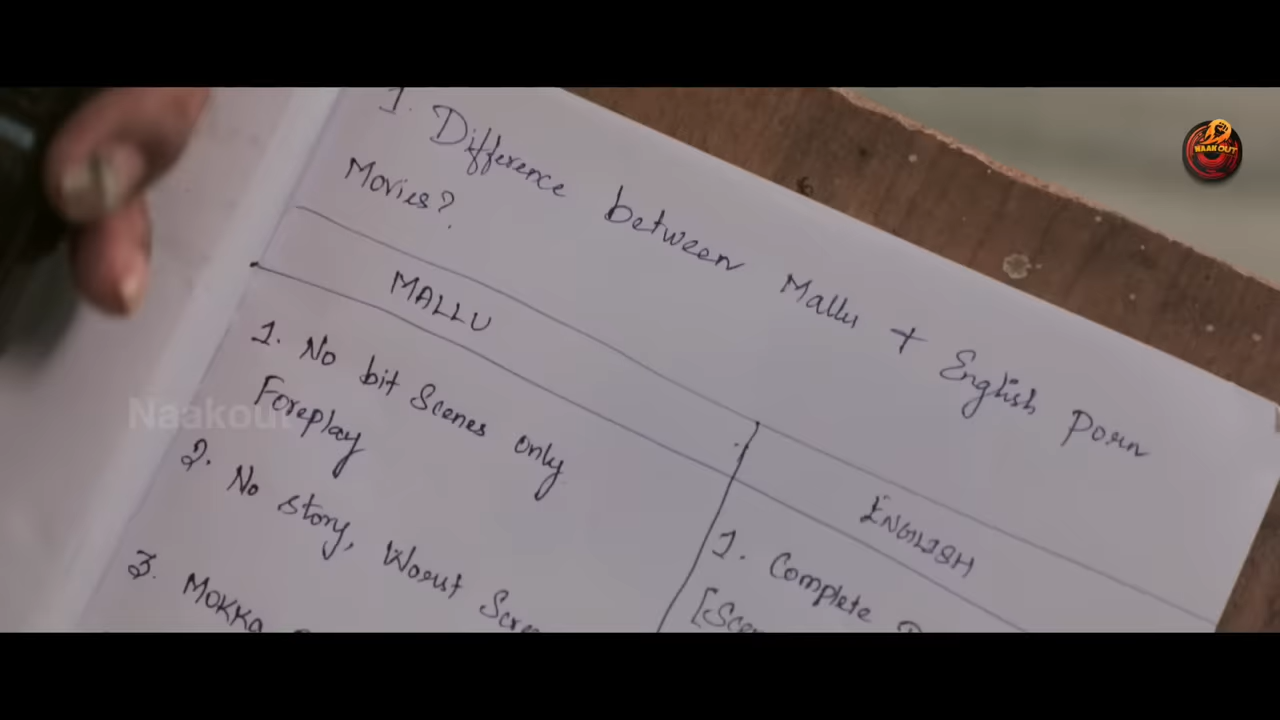 1. Difference between Mallu + English Porn
Movies?
MALLU
1. No bit Scenes only
Foreplay
2. No story, Worst
3. MOKKA
ENGLISH
1. Complete
NAAKOUT
Naakout